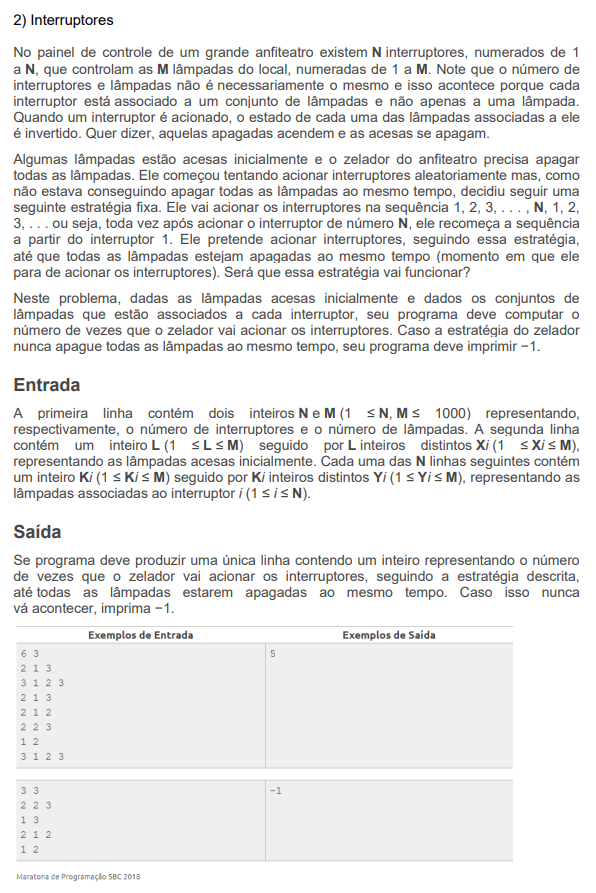 2) Interruptores
No painel de controle de um grande anfiteatro existem N interruptores, numerados de 1
a N, que controlam as M lâmpadas do local, numeradas de 1 a M. Note que o número de
interruptores e lâmpadas não é necessariamente o mesmo e isso acontece porque cada
interruptor está associado a um conjunto de lâmpadas e não apenas a uma lâmpada.
Quando um interruptor é acionado, o estado de cada uma das lâmpadas associadas a ele
é invertido. Quer dizer, aquelas apagadas acendem e as acesas se apagam.
Algumas lâmpadas estão acesas inicialmente e o zelador do anfiteatro precisa apagar
todas as lâmpadas. Ele começou tentando acionar interruptores aleatoriamente mas, como
não estava conseguindo apagar todas as lâmpadas ao mesmo tempo, decidiu seguir uma
seguinte estratégia fixa. Ele vai acionar os interruptores na sequência 1, 2, 3, . . . , N, 1, 2,
3, . . . ou seja, toda vez após acionar o interruptor de número N, ele recomeça a sequência
a partir do interruptor 1. Ele pretende acionar interruptores, seguindo essa estratégia,
até que todas as lâmpadas estejam apagadas ao mesmo tempo (momento em que ele
para de acionar os interruptores). Será que essa estratégia vai funcionar?
Neste problema, dadas as lâmpadas acesas inicialmente e dados os conjuntos de
lâmpadas que estão associados a cada interruptor, seu programa deve computar o
número de vezes que o zelador vai acionar os interruptores. Caso a estratégia do zelador
nunca apague todas as lâmpadas ao mesmo tempo, seu programa deve imprimir −1.
Entrada
A primeira linha contém dois inteiros N e M (1 ≤ N, M ≤ 1000) representando,
respectivamente, o número de interruptores e o número de lâmpadas. A segunda linha
contém um inteiro L (1 ≤ L ≤ M) seguido por L inteiros distintos Xi (1 ≤ Xi ≤ M),
representando as lâmpadas acesas inicialmente. Cada uma das N linhas seguintes contém
um inteiro Ki (1 ≤ Ki ≤ M) seguido por Ki inteiros distintos Yi (1 ≤ Yi ≤ M), representando as
lâmpadas associadas ao interruptor i (1 ≤ i ≤ N).
Saída
Se programa deve produzir uma única linha contendo um inteiro representando o número
de vezes que o zelador vai acionar os interruptores, seguindo a estratégia descrita,
até todas as lâmpadas estarem apagadas ao mesmo tempo. Caso isso nunca
vá acontecer, imprima −1.
Exemplos de Entrada Exemplos de Saída
6 3 5
2 1 3
3 1 2 3
2 1 3
2 1 2
2 2 3
1 2
3 1 2 3
3 3 −1
2 2 3
1 3
2 1 2
1 2
Maratona de Programação SBC 2018